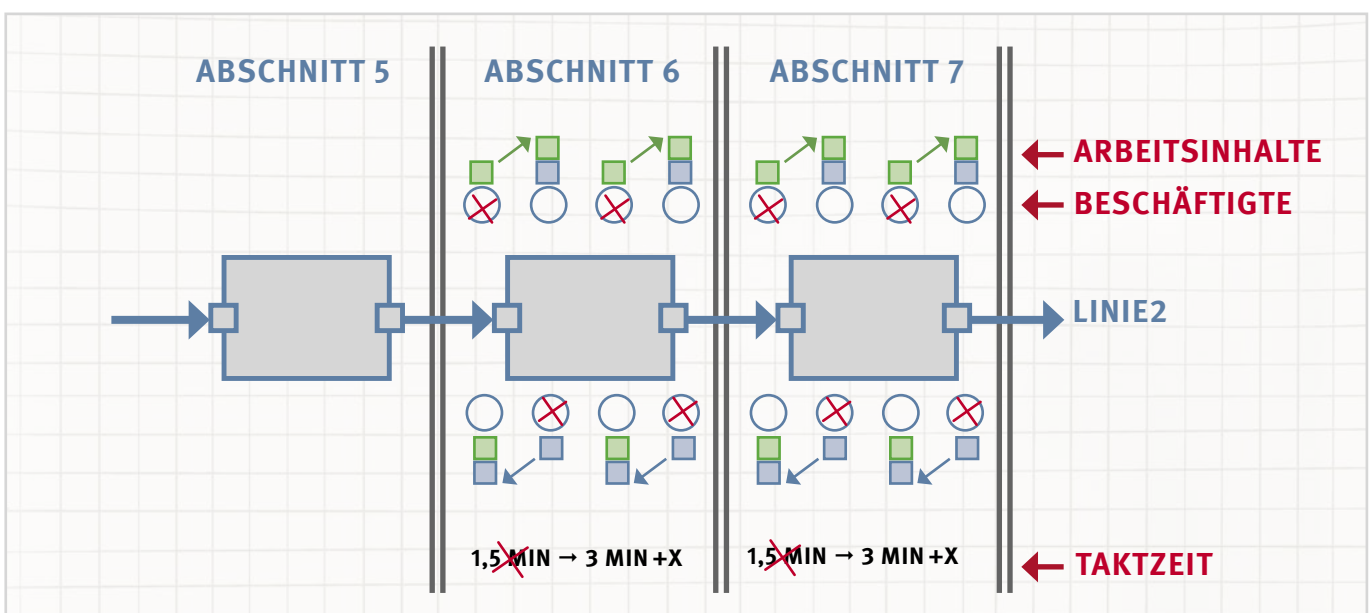 ABSCHNITT 5
ABSCHNITT 6
ABSCHNITT 7
ARBEITSINHALTE
BESCHÄFTIGTE
LINIE2
1,5 MIN → 3 MIN +X
1,5 MIN → 3 MIN +X
TAKTZEIT